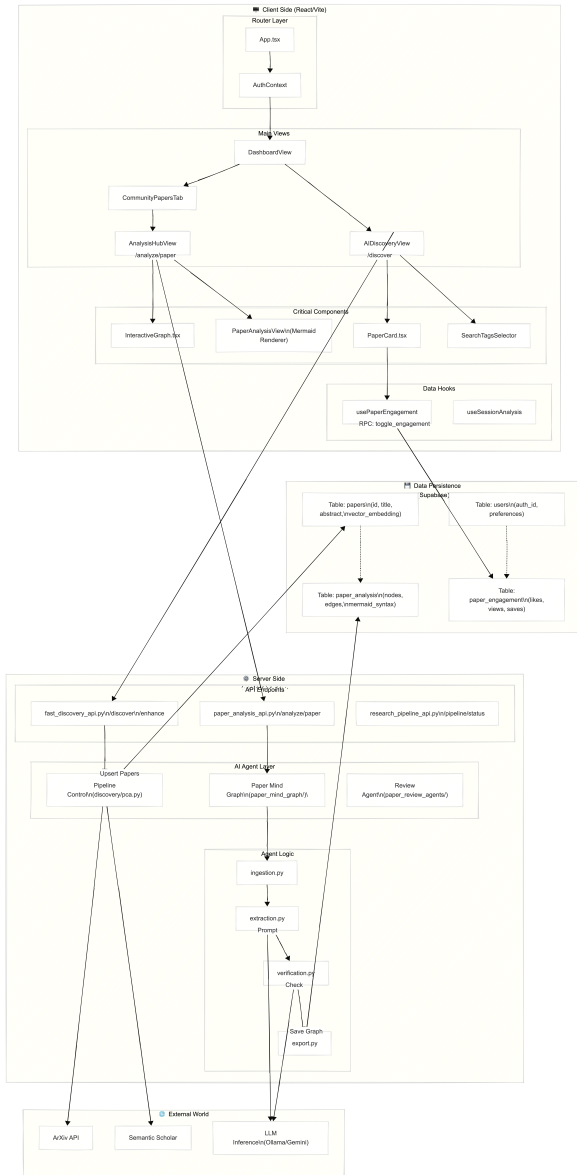 🖥️ Client Side (React/Vite)
Router Layer
App.tsx
AuthContext
Main Views
DashboardView
CommunityPapersTab
AnalysisHubView
/analyze/paper
AIDiscoveryView
/discover
Critical Components
InteractiveGraph.tsx
PaperAnalysisView\n(Mermaid
Renderer)
PaperCard.tsx
SearchTagsSelector
Data Hooks
usePaperEngagement
RPC: toggle_engagement
useSessionAnalysis
💾 Data Persistence
Supabase)
Table: papers\n(id, title,
abstract,\nvector_embedding)
Table: users\n(auth_id,
preferences)
Table: paper_analysis\n(nodes,
edges,\nmermaid_syntax)
Table:
paper_engagement\n(likes,
views, saves)
Server Side
API Endpoints
fast_discovery_api.py\n/discover\n/enhance
paper_analysis_api.py\n/analyze/paper
research_pipeline_api.py\n/pipeline/status
AI Agent Layer
Upsert Papers
Pipeline
Control\n(discovery/pca.py)
Paper Mind
Graph\n(paper_mind_graph/)\
Review
Agent\n(paper_review_agents/)
Agent Logic
ingestion.py
extraction.py
Prompt
verification.py
Check
Save Graph
export.py
🌐 External World
ArXiv API
Semantic Scholar
LLM
Inference\n(Ollama/Gemini)